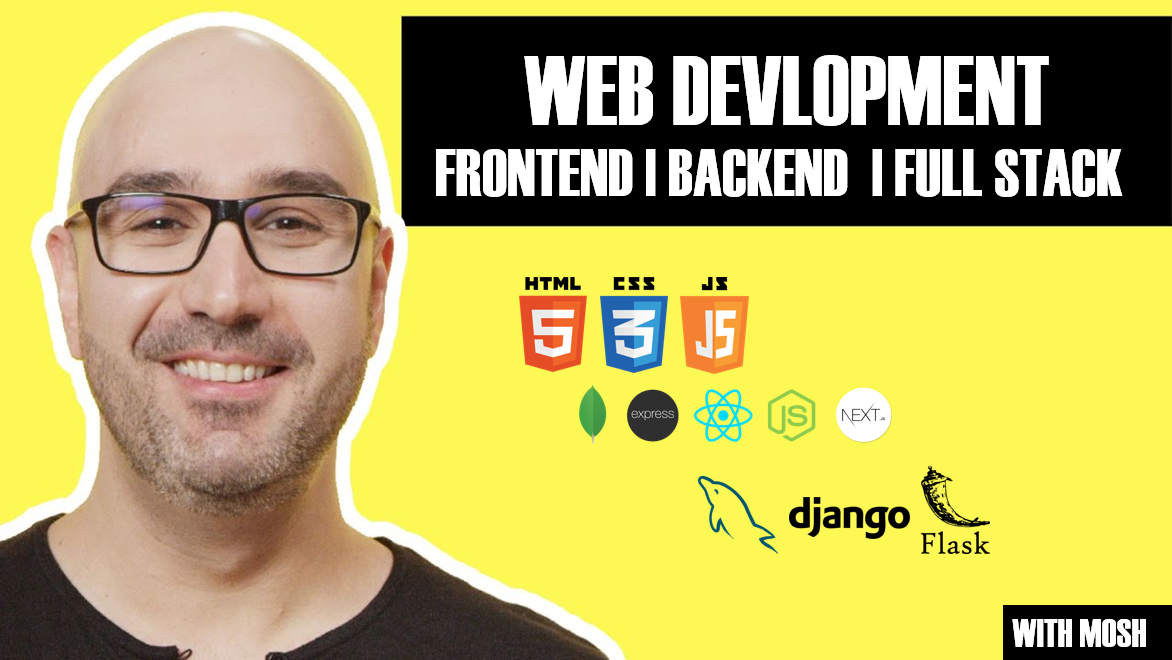 WEB DEVLOPMENT
FRONTEND | BACKEND | FULL STACK
HTML CSS JS
5 3 JS
express JS NEXT.JS
django
Flask
WITH MOSH